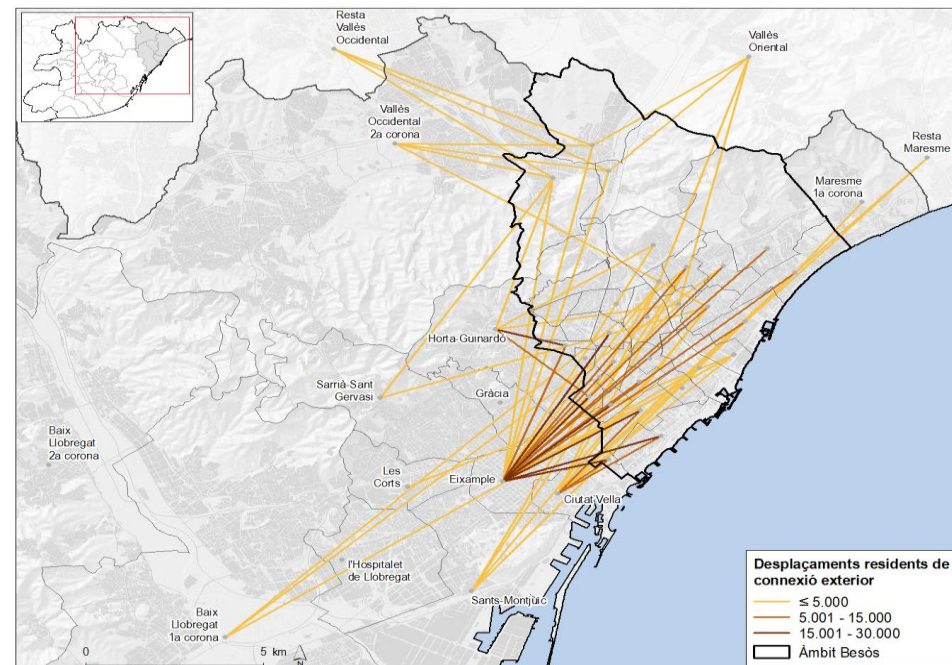 Resta
Vallès
Occidental
Vallès
Oriental
Vallès
Occidental
2a corona
Resta
Maresme
Maresme
1a corona
Horta-Guinardó
Sarrià-Sant
Gervasi
Gràcia
Baix
Llobregat
2a corona
Les
Corts
Eixample
Ciutat Vella
l'Hospitalet
de Llobregat
Sants-Montjuïc
Baix
Llobregat
1a corona
0 5 km
Desplaçaments residents de
connexió exterior
≤ 5.000
5.001 - 15.000
15.001 - 30.000
Àmbit Besòs